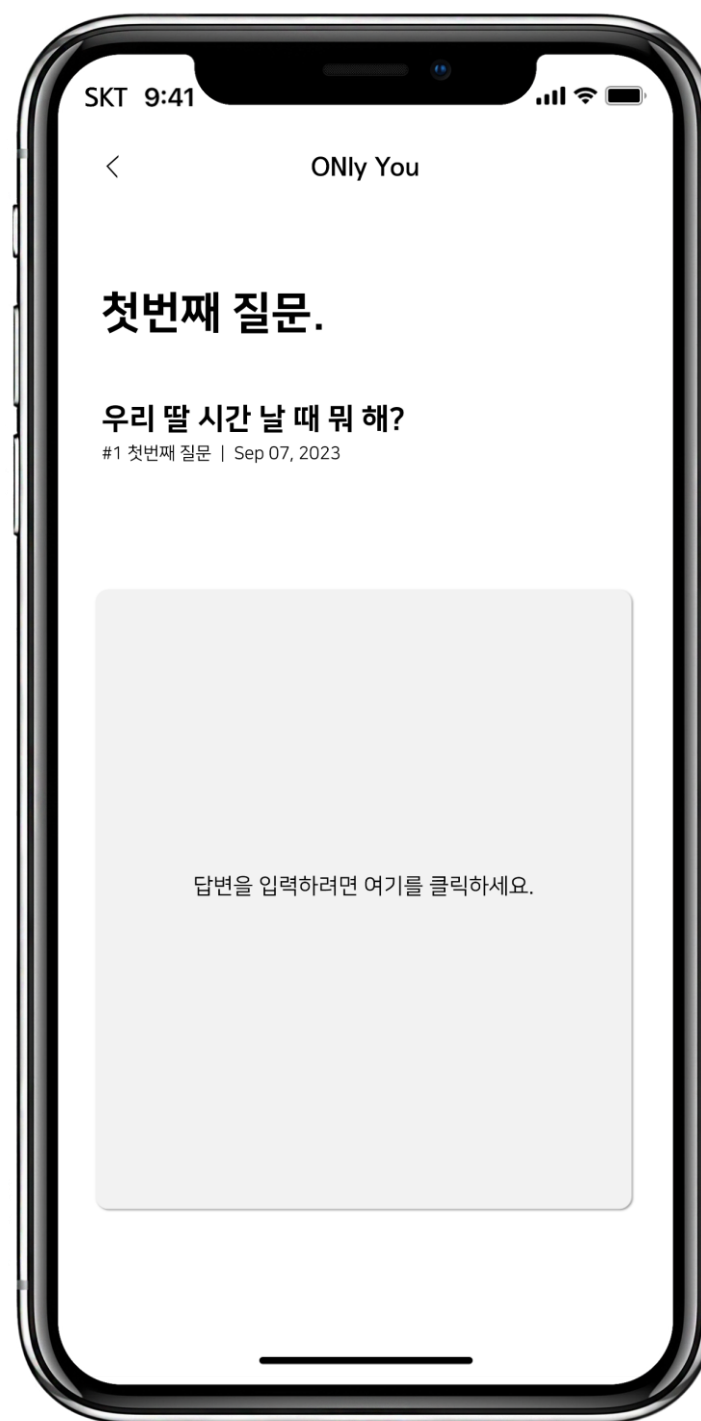 SKT 9:41
ONly You
첫번째 질문.
우리 딸 시간 날 때 뭐 해?
#1 첫번째 질문 | Sep 07, 2023
답변을 입력하려면 여기를 클릭하세요.